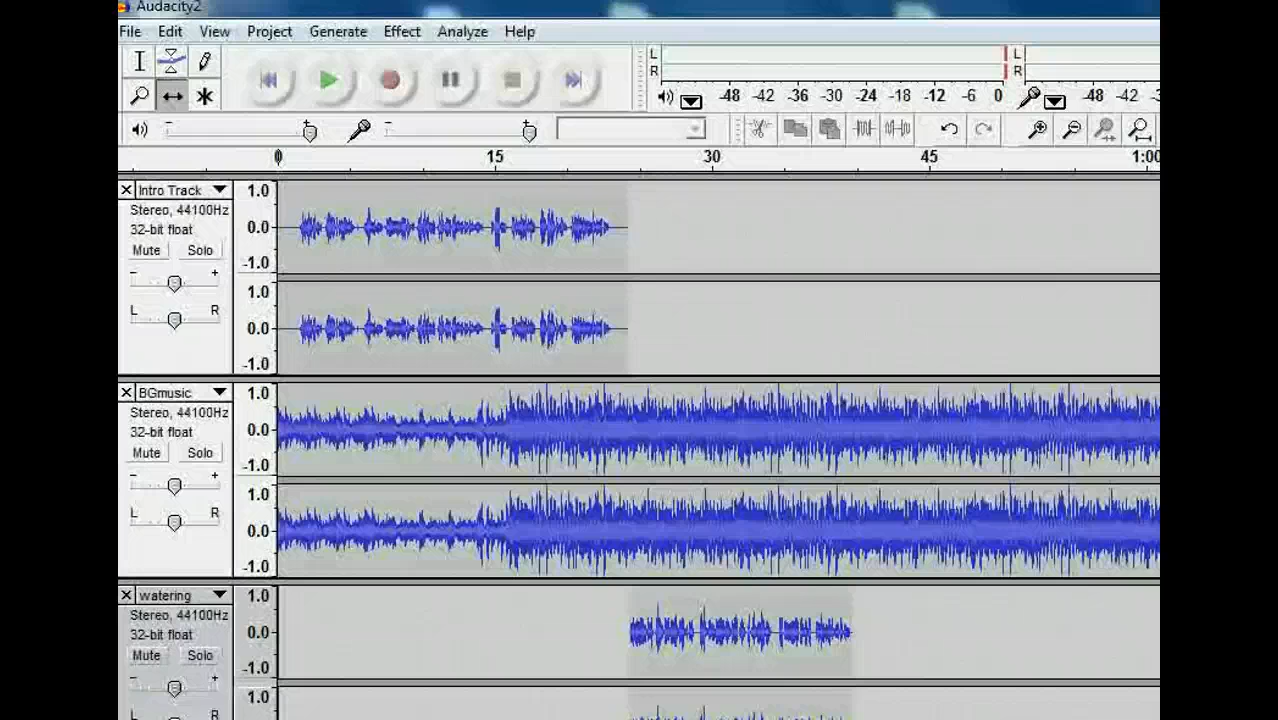 Audacity2
File Edit View Project Generate Effect Analyze Help
L
R
-48 -42 -36 -30 -24 -18 -12 -6 0
L
R
-48 -42
0 15 30 45 1:00
Intro Track
Stereo, 44100Hz
32-bit float
Mute Solo
- +
L R
1.0
0.0
-1.0
1.0
0.0
-1.0
BGmusic
Stereo, 44100Hz
32-bit float
Mute Solo
- +
L R
1.0
0.0
-1.0
1.0
0.0
-1.0
watering
Stereo, 44100Hz
32-bit float
Mute Solo
- +
L R
1.0
0.0
-1.0
1.0